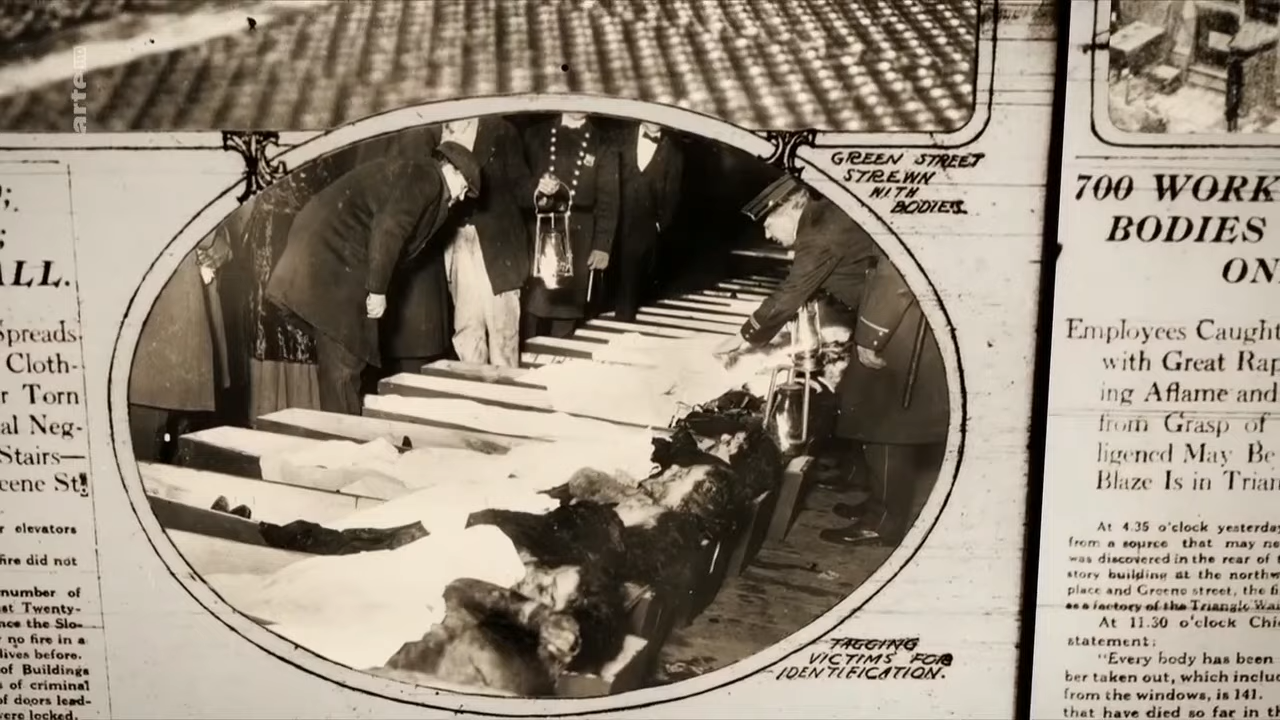 arte HD
;
;
ALL.
Spreads
Cloth-
r Torn
al Neg-
Stairs—
eene St.
r elevators
fire did not
number of
st Twenty-
nce the Slo-
no fire in a
lives before.
of Buildings
s of criminal
of doors lead-
were locked.
GREEN STREET
STREWN
WITH
BODIES.
TAGGING
VICTIMS FOR
IDENTIFICATION.
700 WORK
BODIES
ON
Employees Caught
with Great Rap
ing Aflame and
from Grasp of
ligened May Be
Blaze Is in Trian
At 4.35 o'clock yesterday
from a source that may ne
was discovered in the rear of t
story building at the northw
place and Greene street, the fi
as a factory of the Triangle Wai
At 11.30 o'clock Chie
statement:
"Every body has been
ber taken out, which includ
from the windows, is 141.
that have died so far in th